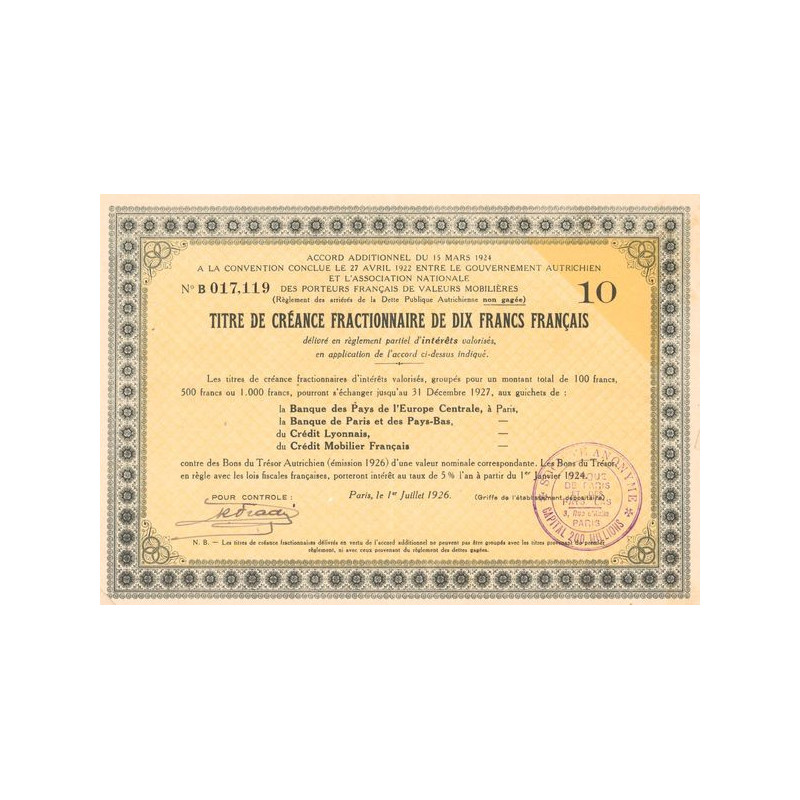 ACCORD ADDITIONNEL DU 15 MARS 1924
A LA CONVENTION CONCLUE LE 27 AVRIL 1922 ENTRE LE GOUVERNEMENT AUTRICHIEN
ET L'ASSOCIATION NATIONALE
DES PORTEURS FRANÇAIS DE VALEURS MOBILIÈRES
No B 017,119
10
(Règlement des arriérés de la Dette Publique Autrichienne non gagée)
TITRE DE CRÉANCE FRACTIONNAIRE DE DIX FRANCS FRANÇAIS
délivré en règlement partiel d'intérêts valorisés,
en application de l'accord ci-dessus indiqué.
Les titres de créance fractionnaires d'intérêts valorisés, groupés pour un montant total de 100 francs,
500 francs ou 1.000 francs, pourront s'échanger jusqu'au 31 Décembre 1927, aux guichets de :
la Banque des Pays de l'Europe Centrale, à Paris,
la Banque de Paris et des Pays-Bas, —
du Crédit Lyonnais, —
du Crédit Mobilier Français —
contre des Bons du Trésor Autrichien (émission 1926) d'une valeur nominale correspondante. Les Bons du Trésor,
en règle avec les lois fiscales françaises, porteront intérêt au taux de 5 % l'an à partir du 1er Janvier 1924.
POUR CONTROLE :
Paris, le 1er Juillet 1926.
(Griffe de l'établissement dépositaire)
ANONYME
CAPITAL 200 MILLIONS
DE PARIS
3, Rue d'Antin
PARIS
N. B. – Les titres de créance fractionnaires délivrés en vertu de l'accord additionnel ne peuvent pas être groupés avec les titres provenant du premier
règlement, ni avec ceux provenant du règlement des dettes gagées.